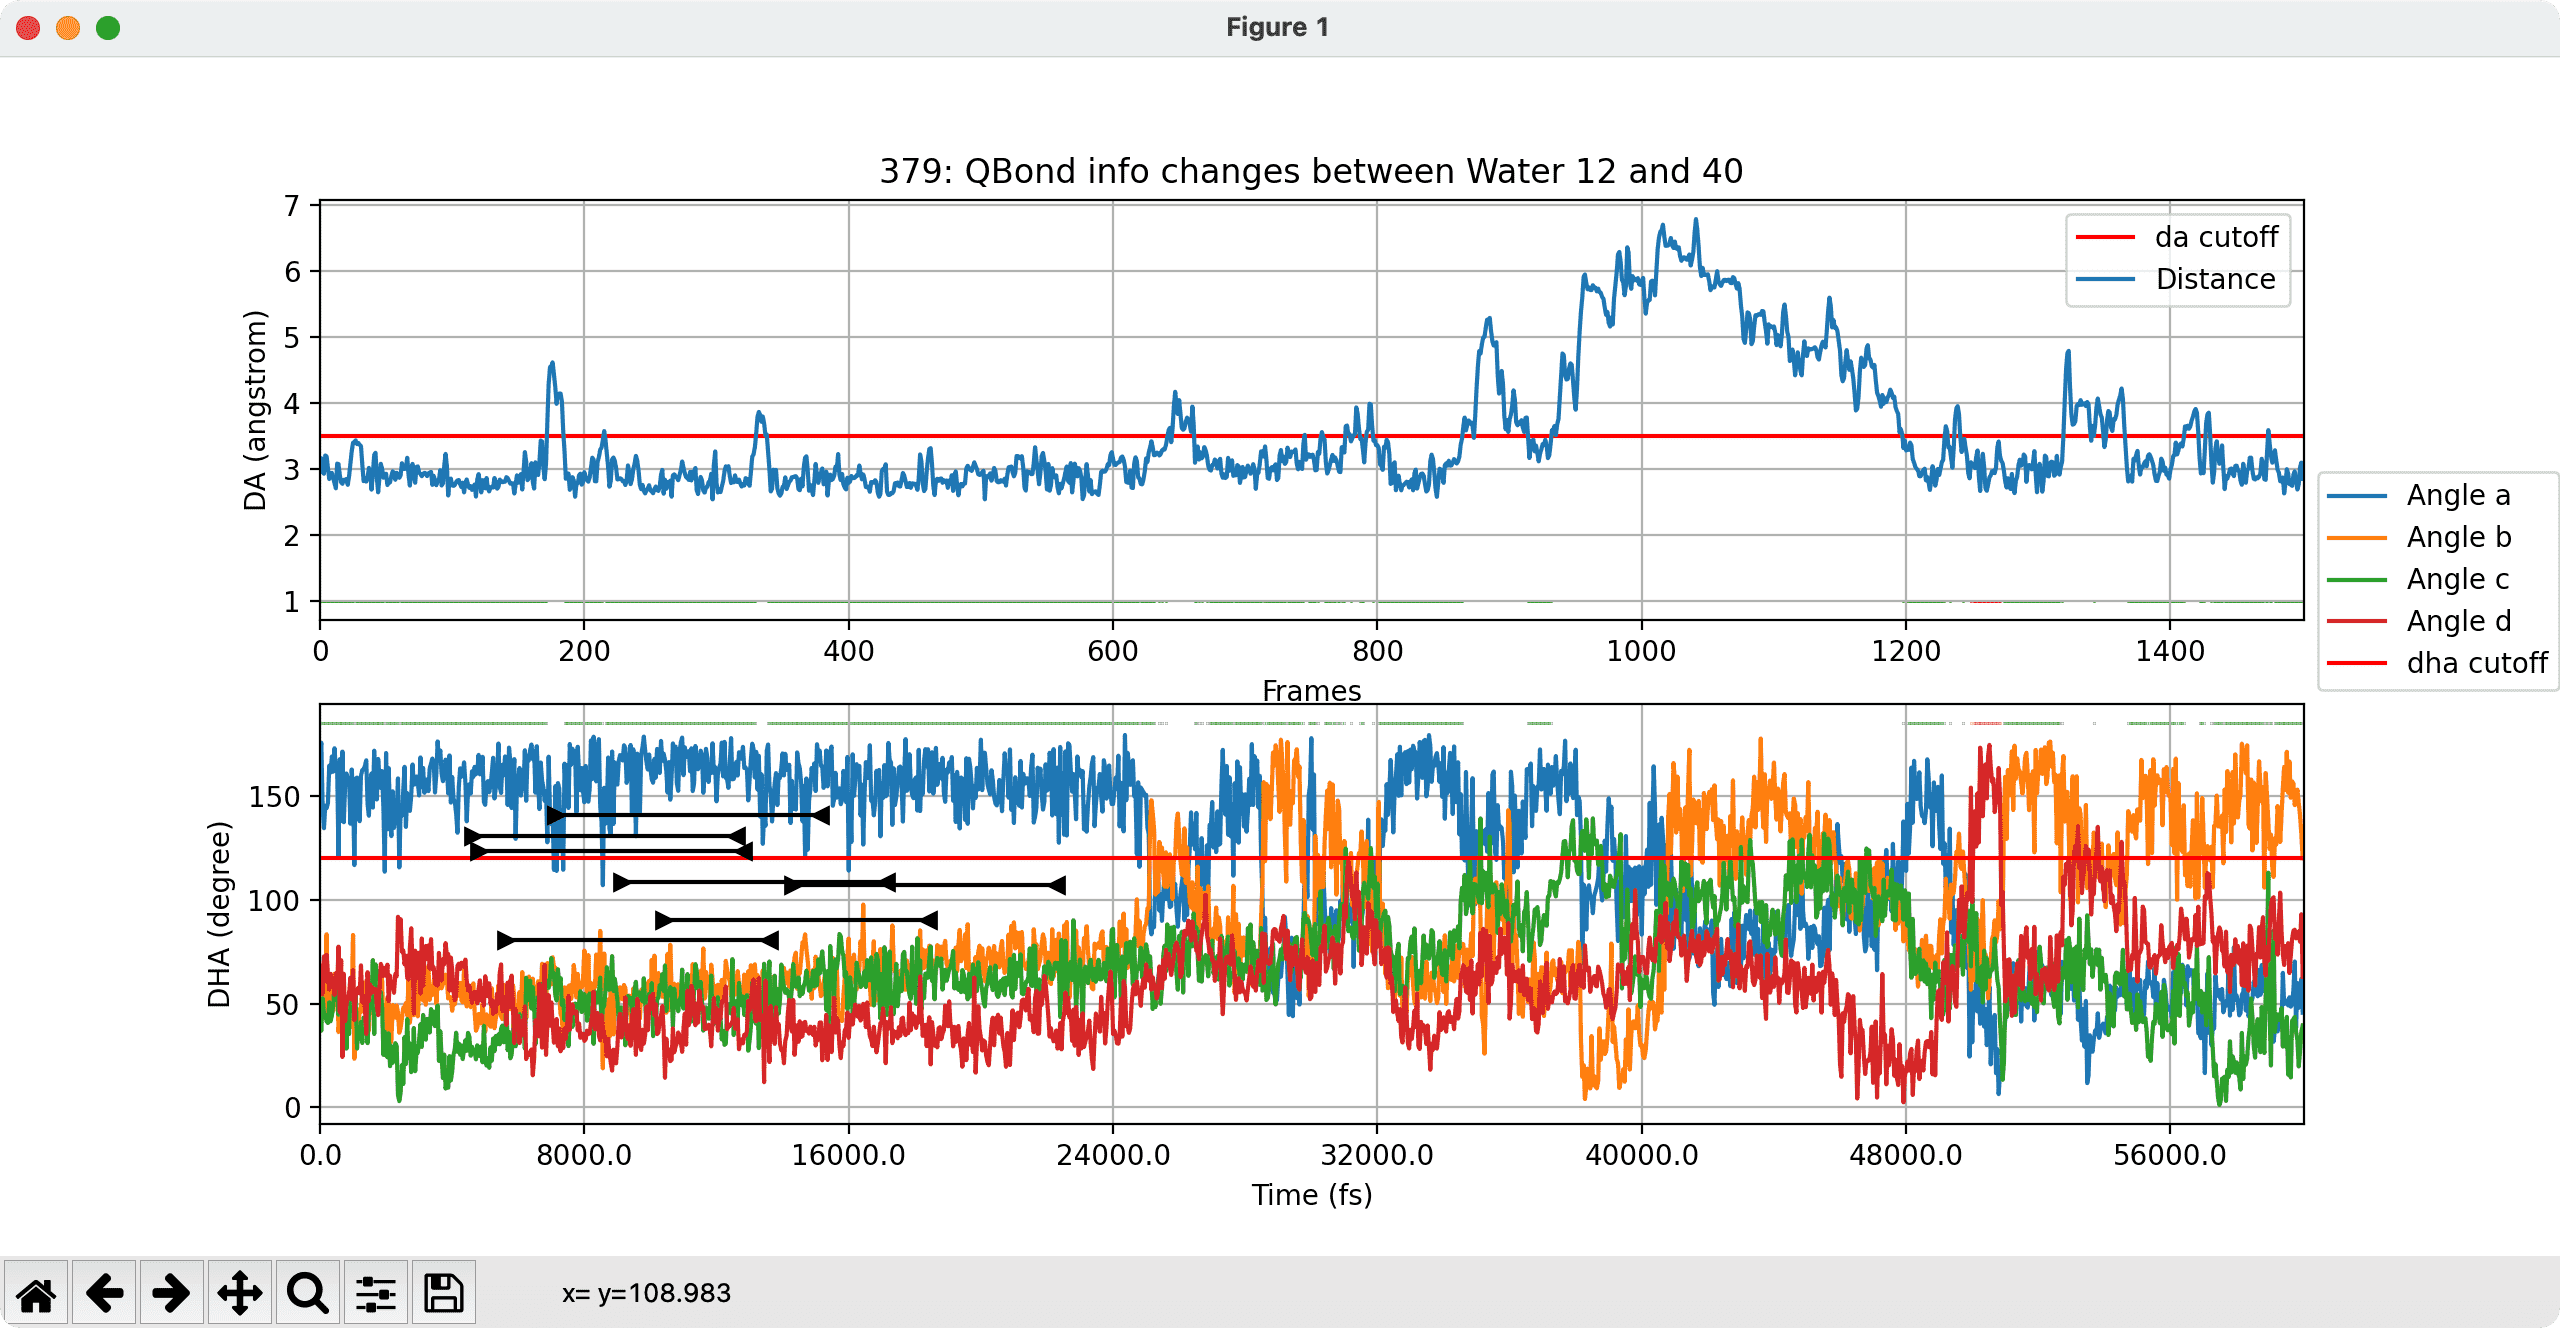 Figure 1
379: QBond info changes between Water 12 and 40
7
6
5
4
3
2
1
DA (angstrom)
da cutoff
Distance
0
200
400
600
800
1000
1200
1400
Frames
Angle a
Angle b
Angle c
Angle d
dha cutoff
150
100
50
0
DHA (degree)
0.0
8000.0
16000.0
24000.0
32000.0
40000.0
48000.0
56000.0
Time (fs)
x= y=108.983